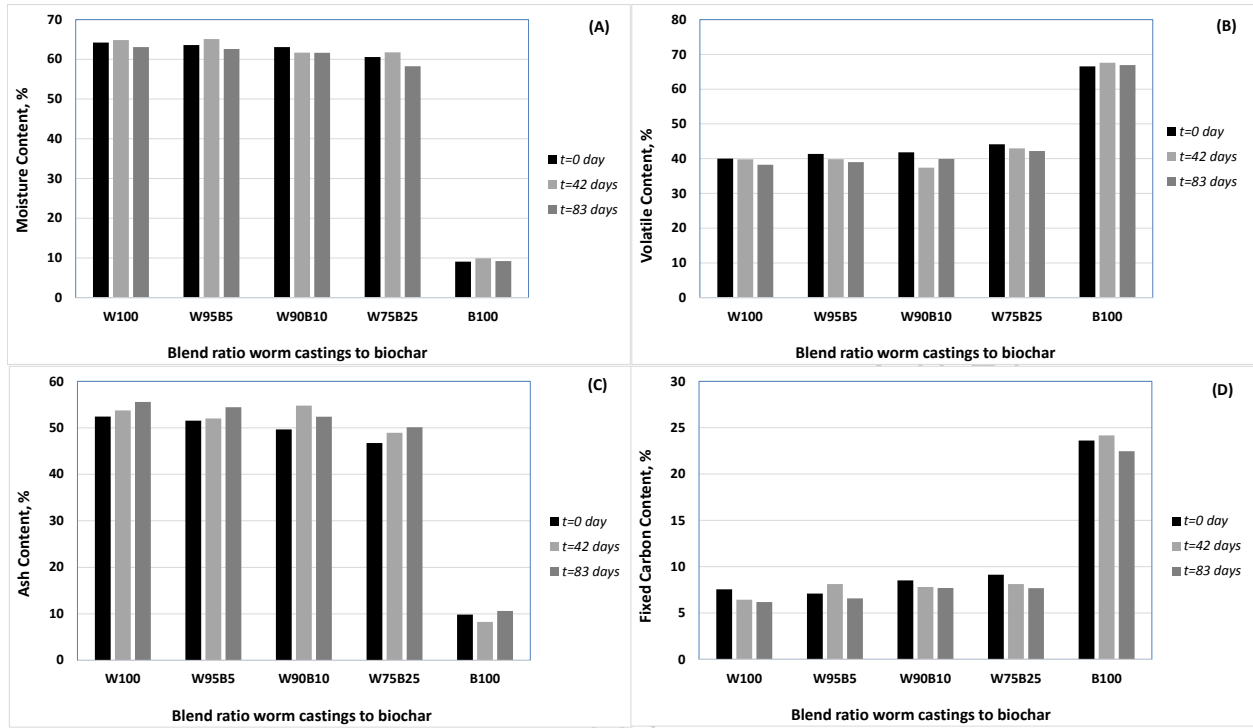 (A)
70
60
50
40
30
20
10
0
Moisture Content, %
W100 W95B5 W90B10 W75B25 B100
Blend ratio worm castings to biochar
t=0 day
t=42 days
t=83 days
(B)
80
70
60
50
40
30
20
10
0
Volatile Content, %
W100 W95B5 W90B10 W75B25 B100
Blend ratio worm castings to biochar
t=0 day
t=42 days
t=83 days
(C)
60
50
40
30
20
10
0
Ash Content, %
W100 W95B5 W90B10 W75B25 B100
Blend ratio worm castings to biochar
t=0 day
t=42 days
t=83 days
(D)
30
25
20
15
10
5
0
Fixed Carbon Content, %
W100 W95B5 W90B10 W75B25 B100
Blend ratio worm castings to biochar
t=0 day
t=42 days
t=83 days